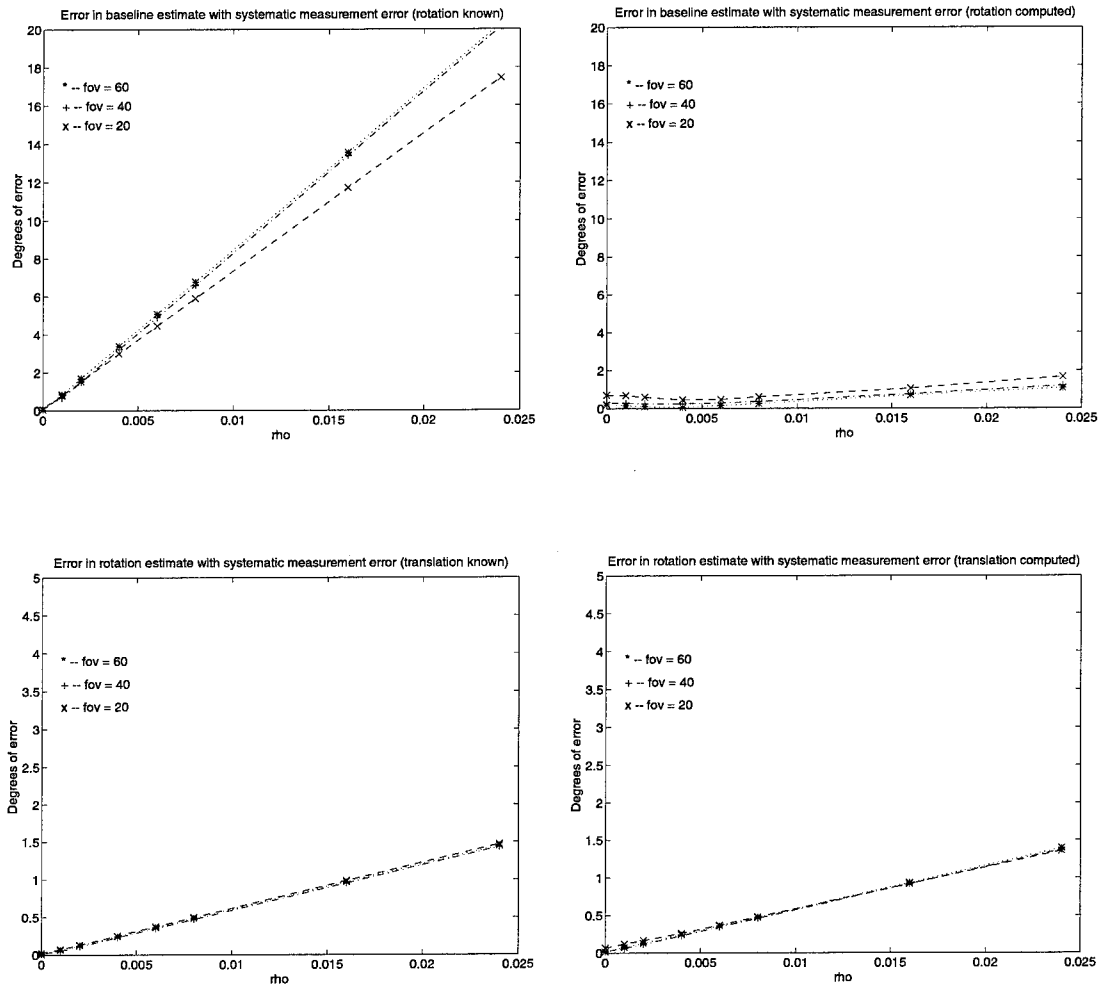 Error in baseline estimate with systematic measurement error (rotation known)
20
18
16
14
12
10
8
6
4
2
0
Degrees of error
* -- fov = 60
+ -- fov = 40
x -- fov = 20
0
0.005
0.01
0.015
0.02
0.025
rho
Error in baseline estimate with systematic measurement error (rotation computed)
20
18
16
14
12
10
8
6
4
2
0
Degrees of error
* -- fov = 60
+ -- fov = 40
x -- fov = 20
0
0.005
0.01
0.015
0.02
0.025
rho
Error in rotation estimate with systematic measurement error (translation known)
5
4.5
4
3.5
3
2.5
2
1.5
1
0.5
0
Degrees of error
* -- fov = 60
+ -- fov = 40
x -- fov = 20
0
0.005
0.01
0.015
0.02
0.025
rho
Error in rotation estimate with systematic measurement error (translation computed)
5
4.5
4
3.5
3
2.5
2
1.5
1
0.5
0
Degrees of error
* -- fov = 60
+ -- fov = 40
x -- fov = 20
0
0.005
0.01
0.015
0.02
0.025
rho